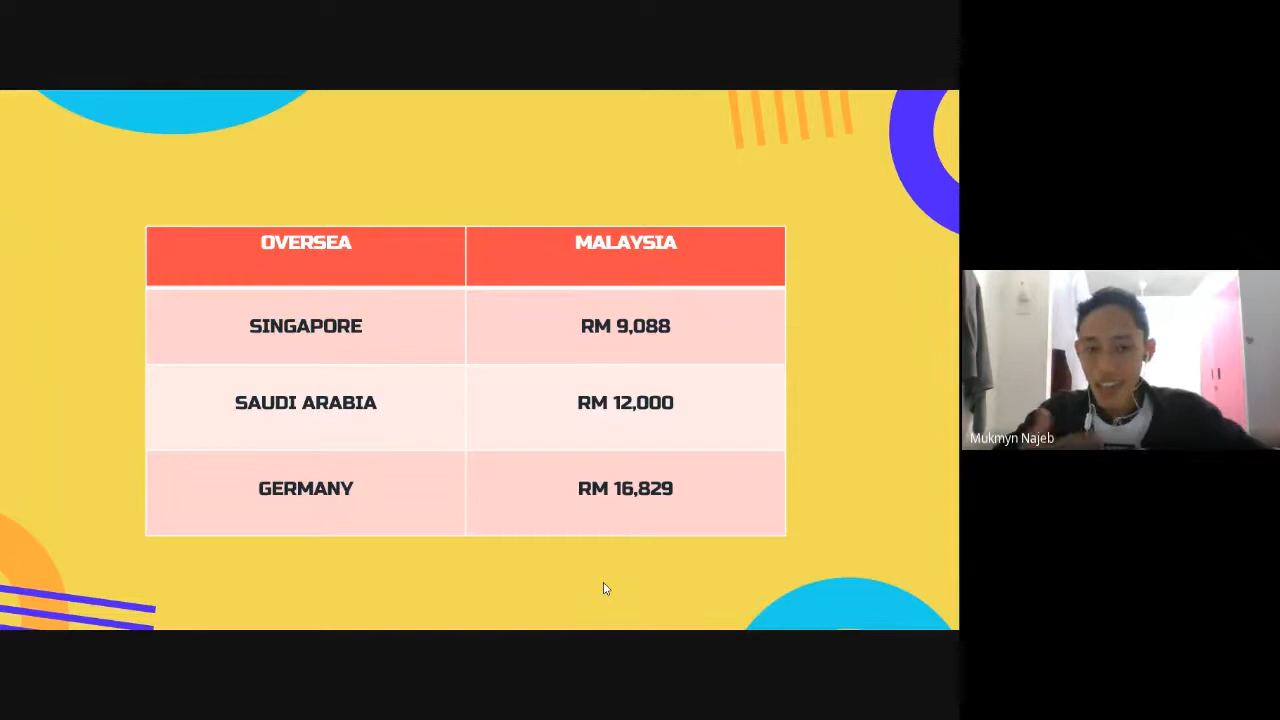 OVERSEA MALAYSIA
SINGAPORE RM 9,088
SAUDI ARABIA RM 12,000
GERMANY RM 16,829
Mukmyn Najeb